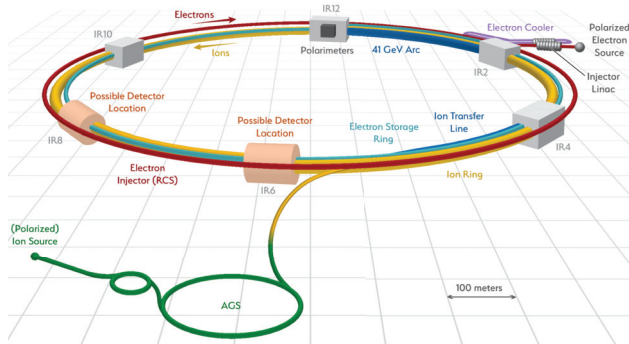 IR12
Electrons
Electron Cooler
Polarized
Electron
Source
IR10
Ions
Polarimeters
41 GeV Arc
IR2
Injector
Linac
Possible Detector
Location
Possible Detector
Location
Electron Storage
Ring
Ion Transfer
Line
IR8
IR4
Electron
Injector (RCS)
IR6
Ion Ring
(Polarized)
Ion Source
AGS
100 meters